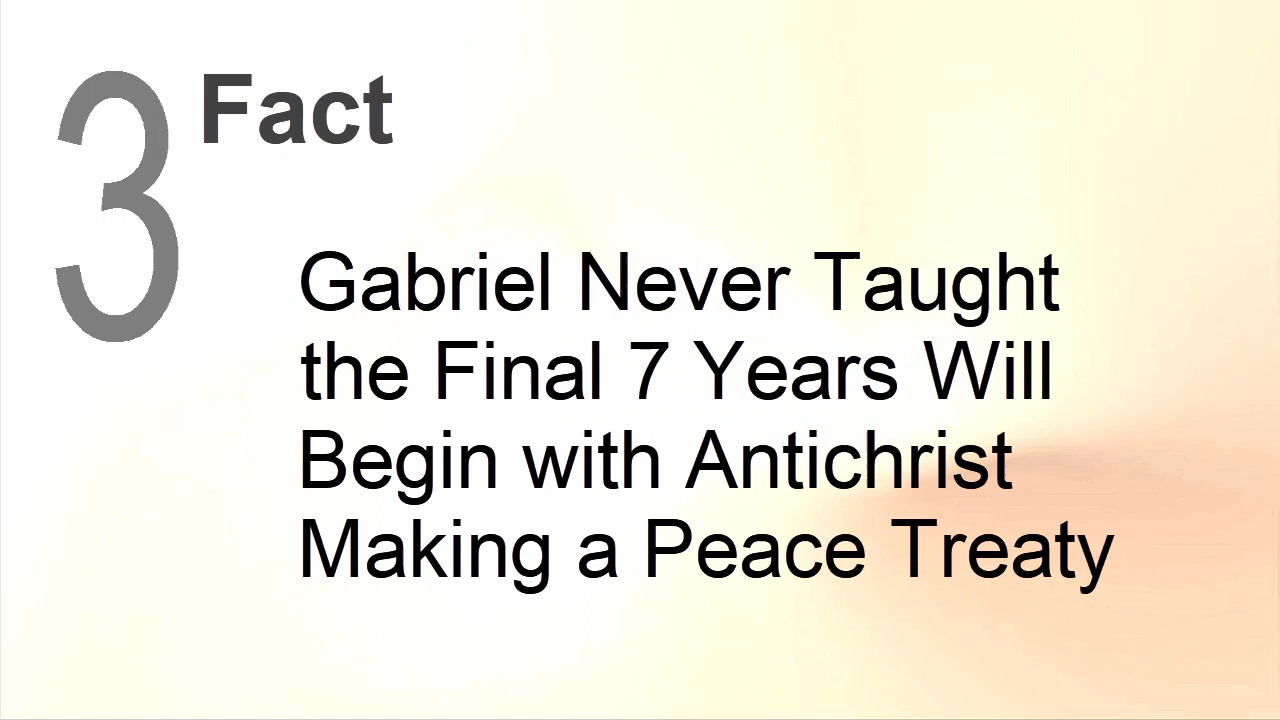 3 Fact
Gabriel Never Taught
the Final 7 Years Will
Begin with Antichrist
Making a Peace Treaty